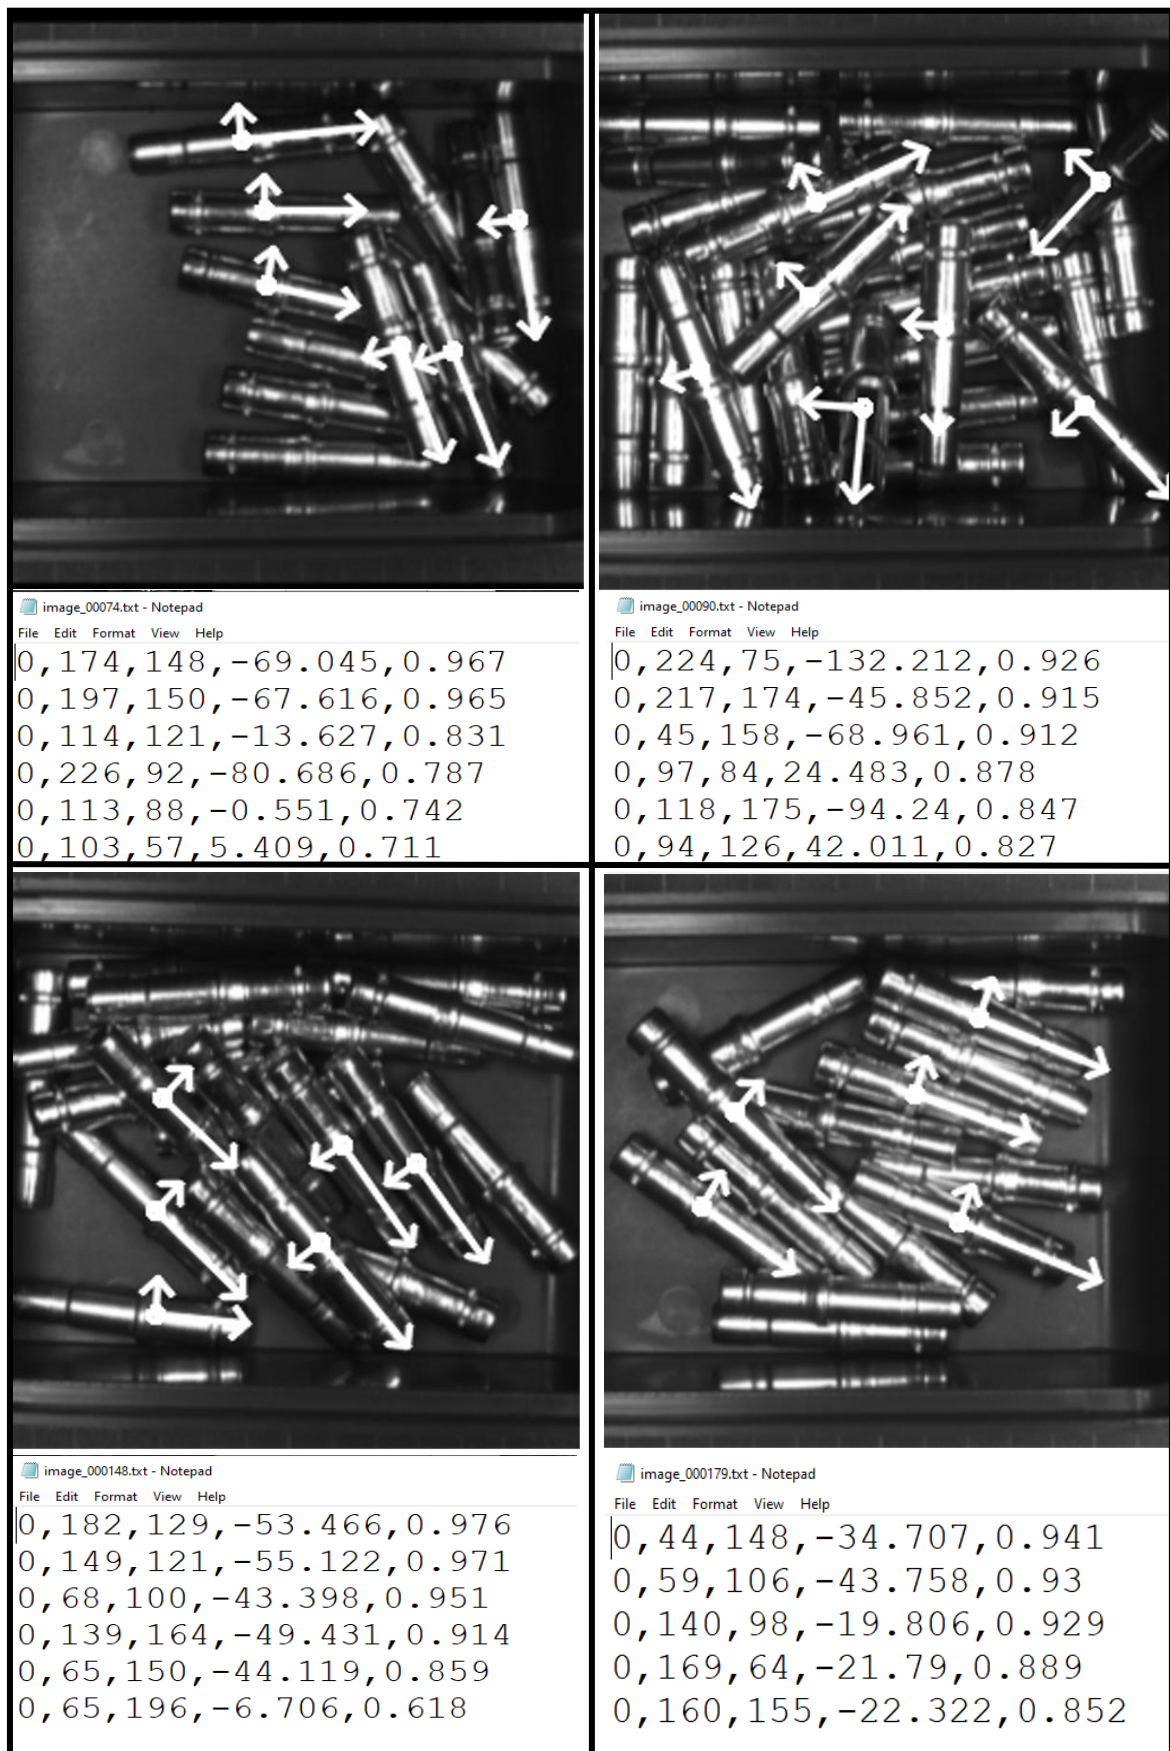 image_00074.txt - Notepad
File Edit Format View Help
0,174,148,-69.045,0.967
0,197,150,-67.616,0.965
0,114,121,-13.627,0.831
0,226,92,-80.686,0.787
0,113,88,-0.551,0.742
0,103,57,5.409,0.711
image_00090.txt - Notepad
File Edit Format View Help
0,224,75,-132.212,0.926
0,217,174,-45.852,0.915
0,45,158,-68.961,0.912
0,97,84,24.483,0.878
0,118,175,-94.24,0.847
0,94,126,42.011,0.827
image_000148.txt - Notepad
File Edit Format View Help
0,182,129,-53.466,0.976
0,149,121,-55.122,0.971
0,68,100,-43.398,0.951
0,139,164,-49.431,0.914
0,65,150,-44.119,0.859
0,65,196,-6.706,0.618
image_000179.txt - Notepad
File Edit Format View Help
0,44,148,-34.707,0.941
0,59,106,-43.758,0.93
0,140,98,-19.806,0.929
0,169,64,-21.79,0.889
0,160,155,-22.322,0.852